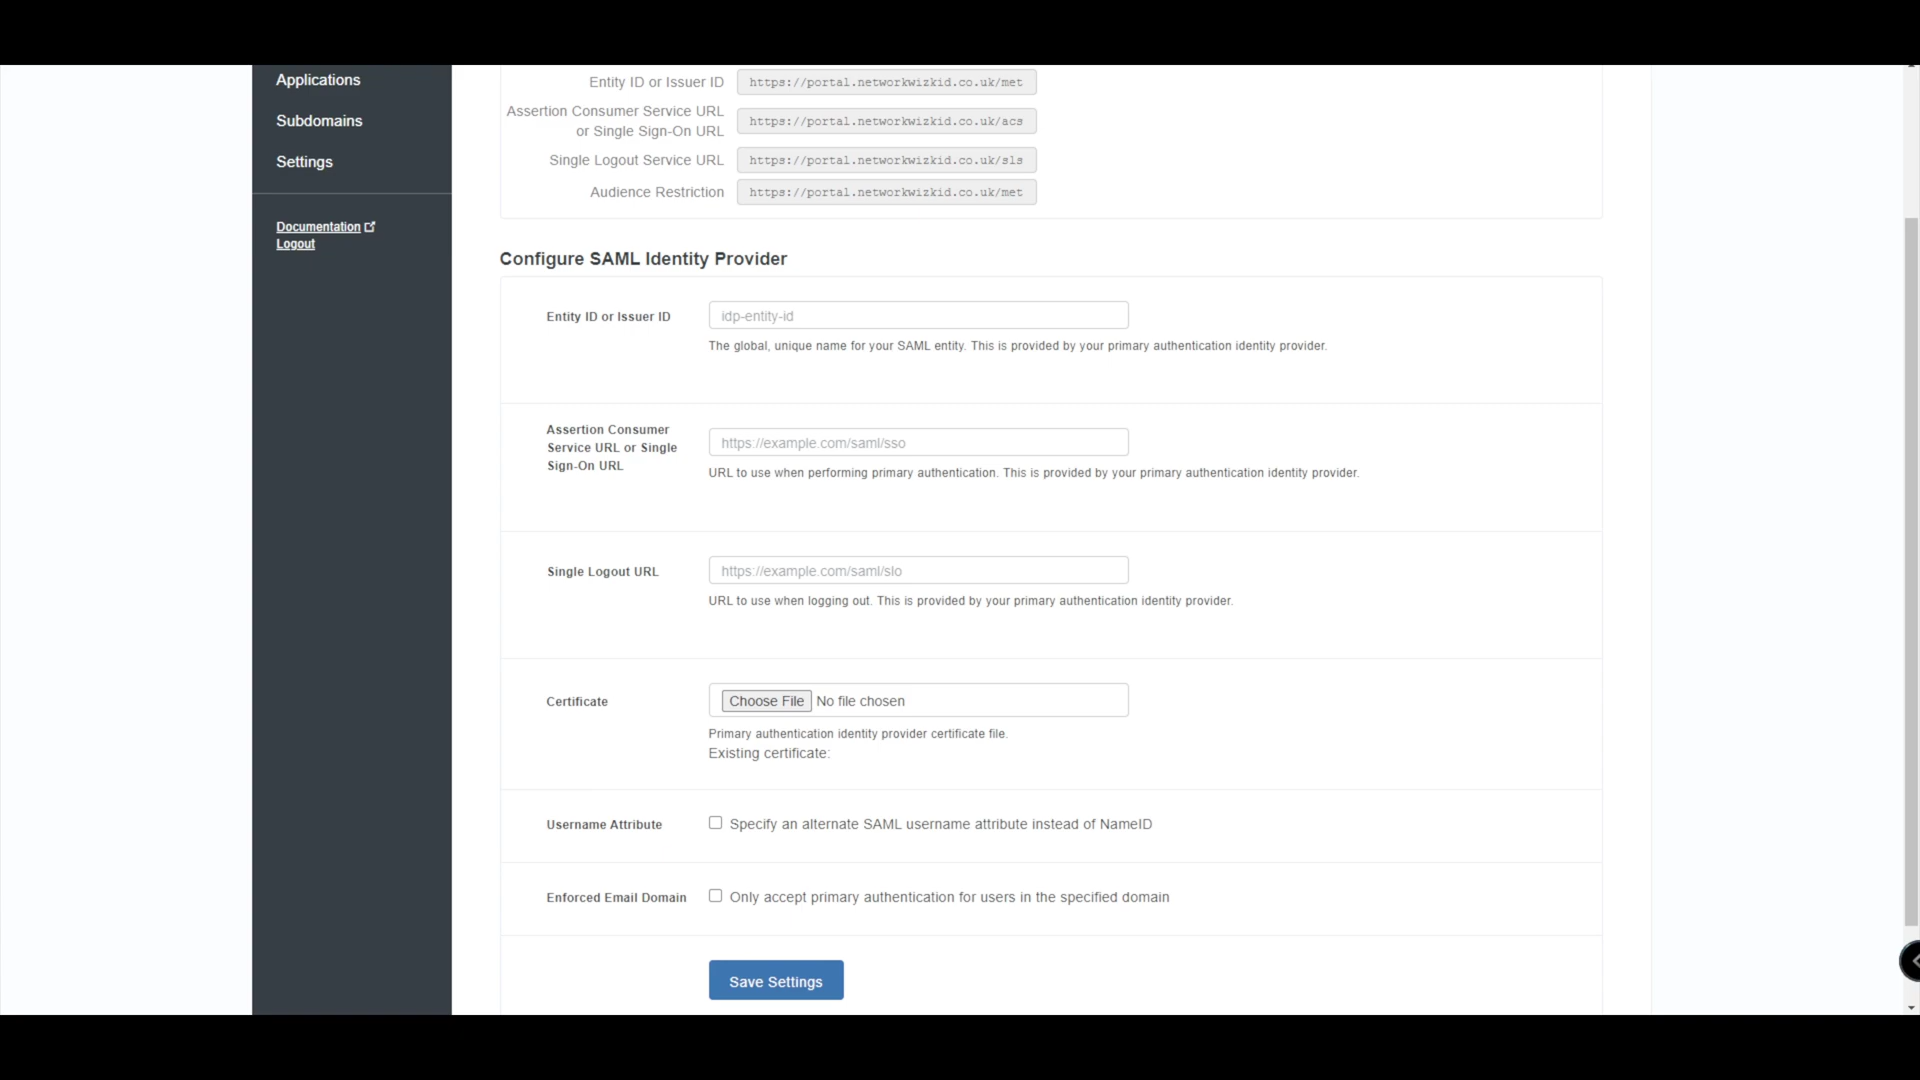 Applications
Subdomains
Settings
Documentation
Logout
Entity ID or Issuer ID
https://portal.networkwizkid.co.uk/met
Assertion Consumer Service URL
or Single Sign-On URL
https://portal.networkwizkid.co.uk/acs
Single Logout Service URL
https://portal.networkwizkid.co.uk/sls
Audience Restriction
https://portal.networkwizkid.co.uk/met
Configure SAML Identity Provider
Entity ID or Issuer ID
idp-entity-id
The global, unique name for your SAML entity. This is provided by your primary authentication identity provider.
Assertion Consumer
Service URL or Single
Sign-On URL
https://example.com/saml/sso
URL to use when performing primary authentication. This is provided by your primary authentication identity provider.
Single Logout URL
https://example.com/saml/slo
URL to use when logging out. This is provided by your primary authentication identity provider.
Certificate
Choose File No file chosen
Primary authentication identity provider certificate file.
Existing certificate:
Username Attribute
Specify an alternate SAML username attribute instead of NameID
Enforced Email Domain
Only accept primary authentication for users in the specified domain
Save Settings